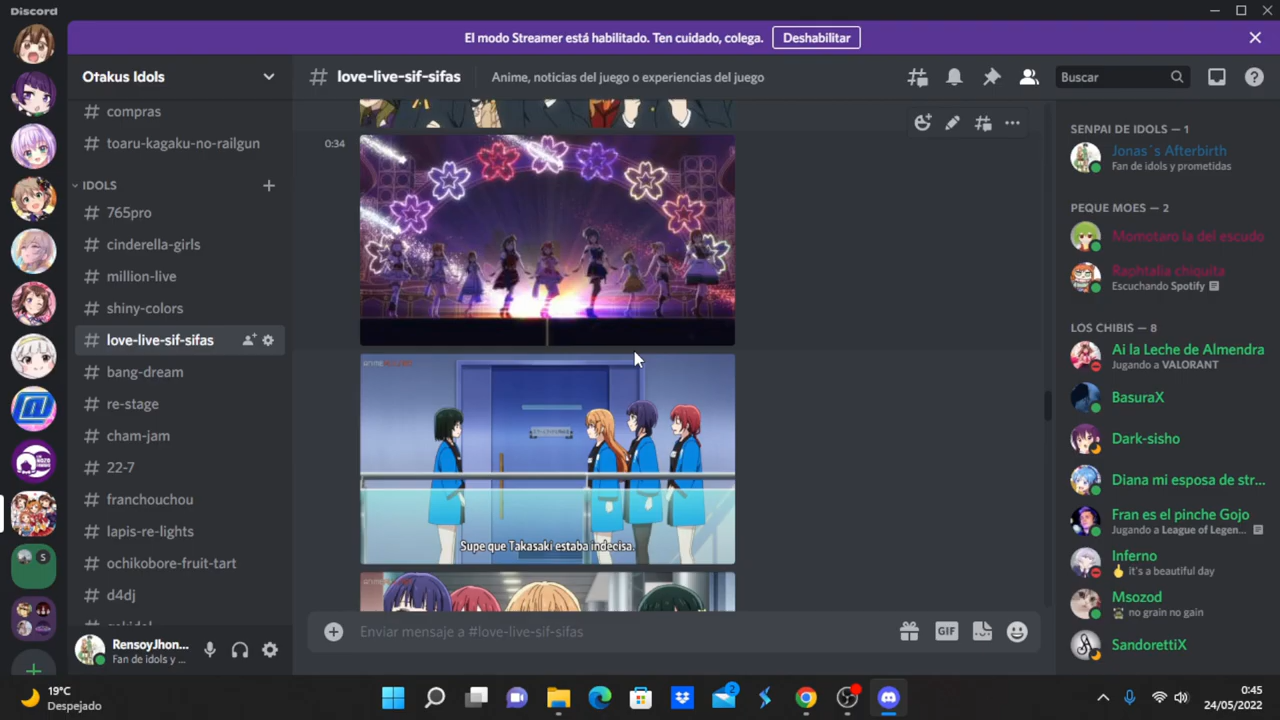 Discord
El modo Streamer está habilitado. Ten cuidado, colega.
Deshabilitar
Otakus Idols
# love-live-sif-sifas
Anime, noticias del juego o experiencias del juego
Buscar
# compras
# toaru-kagaku-no-railgun
IDOLS
# 765pro
# cinderella-girls
# million-live
# shiny-colors
# love-live-sif-sifas
# bang-dream
# re-stage
# cham-jam
# 22-7
# franchouchou
# lapis-re-lights
# ochikobore-fruit-tart
# d4dj
S
RensoyJhon...
Fan de idols y ...
0:34
Supe que Takasaki estaba indecisa.
Enviar mensaje a #love-live-sif-sifas
GIF
SENPAI DE IDOLS — 1
Jonas`s Afterbirth
Fan de idols y prometidas
PEQUE MOES — 2
Momotaro la del escudo
Raphtalia chiquita
Escuchando Spotify
LOS CHIBIS — 8
Ai la Leche de Almendra
Jugando a VALORANT
BasuraX
Dark-sisho
Diana mi esposa de str...
Fran es el pinche Gojo
Jugando a League of Legen...
Inferno
it's a beautiful day
Msozod
no grain no gain
SandorettiX
19°C
Despejado
2
0:45
24/05/2022